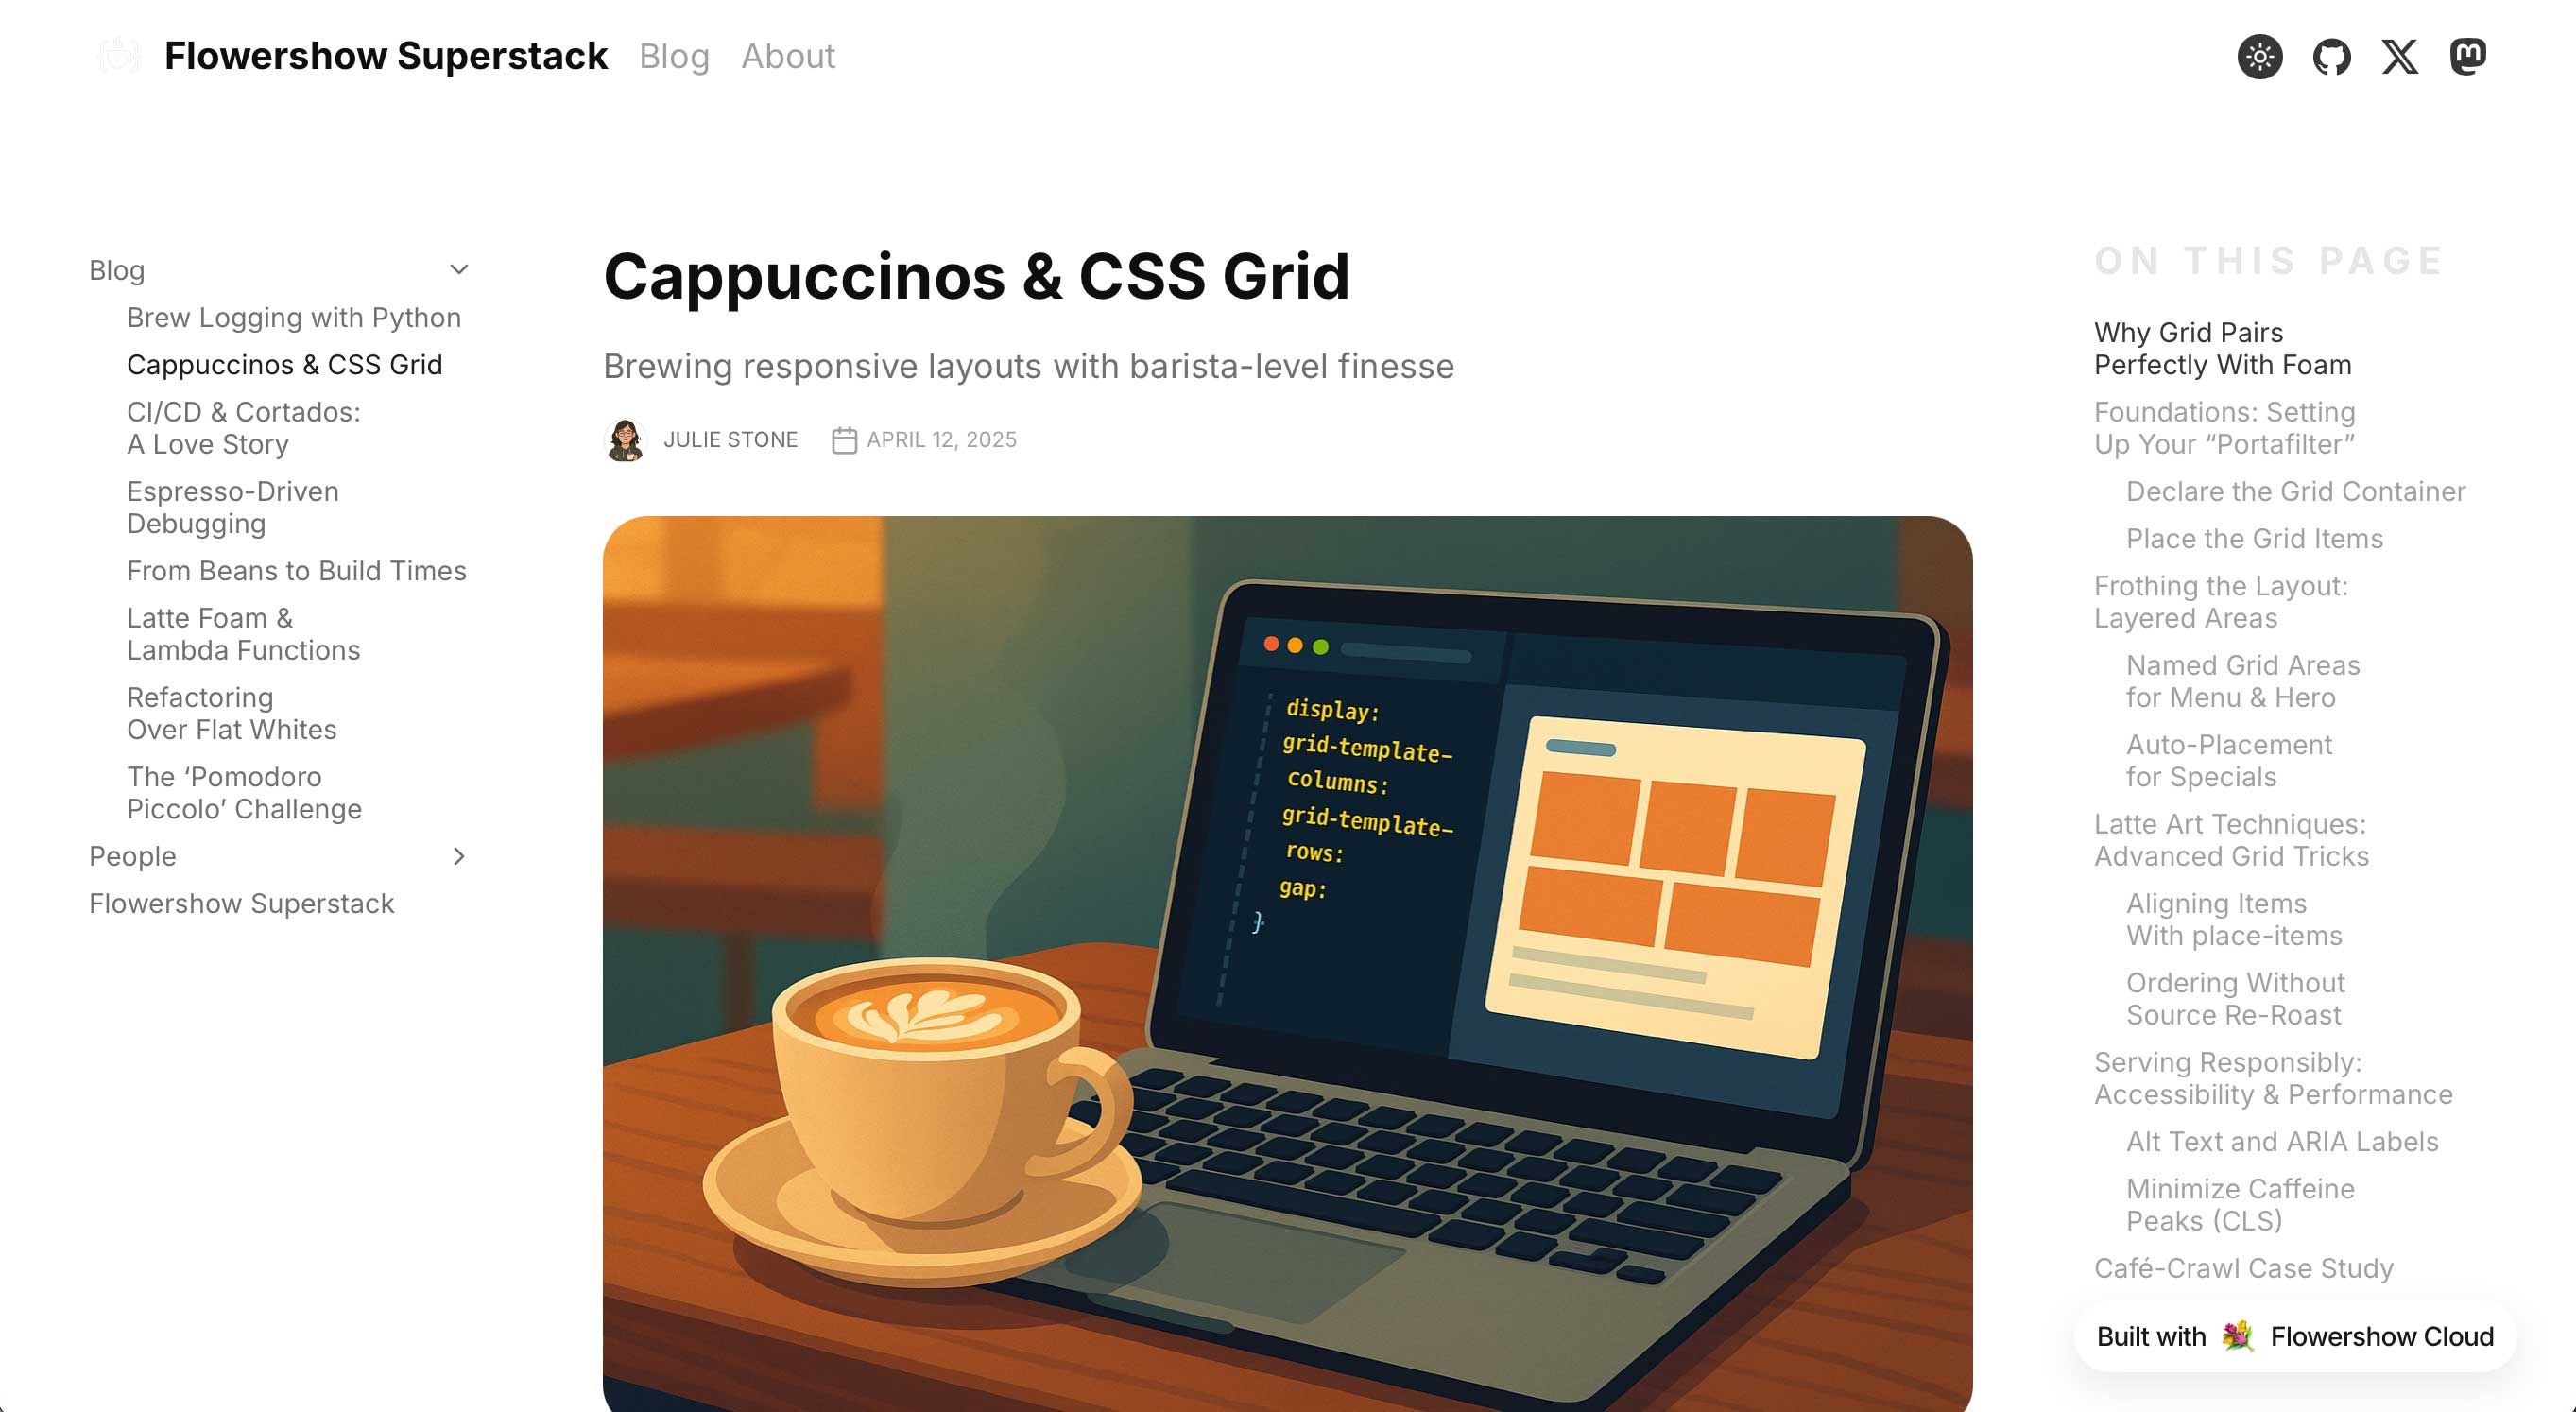 Flowershow Superstack Blog About
Blog
Brew Logging with Python
Cappuccinos & CSS Grid
CI/CD & Cortados:
A Love Story
Espresso-Driven
Debugging
From Beans to Build Times
Latte Foam &
Lambda Functions
Refactoring
Over Flat Whites
The ‘Pomodoro
Piccolo’ Challenge
People
Flowershow Superstack
Cappuccinos & CSS Grid
Brewing responsive layouts with barista-level finesse
JULIE STONE APRIL 12, 2025
display:
grid-template-
columns:
grid-template-
rows:
gap:
}
ON THIS PAGE
Why Grid Pairs
Perfectly With Foam
Foundations: Setting
Up Your “Portafilter”
Declare the Grid Container
Place the Grid Items
Frothing the Layout:
Layered Areas
Named Grid Areas
for Menu & Hero
Auto-Placement
for Specials
Latte Art Techniques:
Advanced Grid Tricks
Aligning Items
With place-items
Ordering Without
Source Re-Roast
Serving Responsibly:
Accessibility & Performance
Alt Text and ARIA Labels
Minimize Caffeine
Peaks (CLS)
Café-Crawl Case Study
Built with Flowershow Cloud